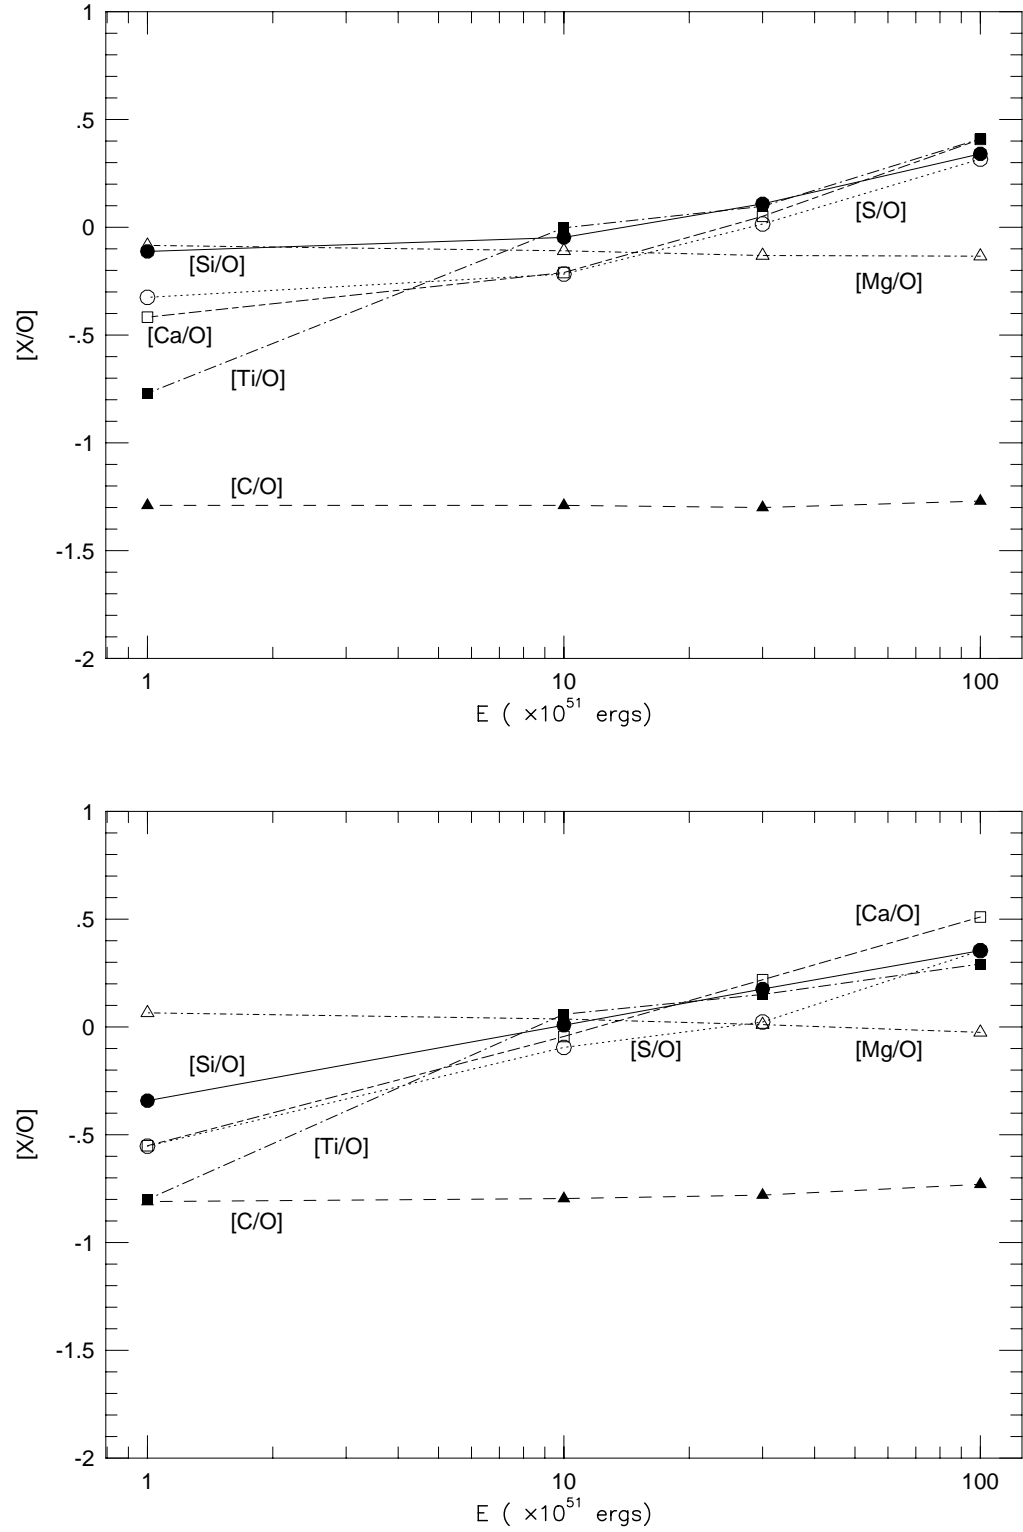 1
.5
[S/O]
0
[Si/O]
[Mg/O]
[Ca/O]
-.5
[Ti/O]
[X/O]
-1
[C/O]
-1.5
-2
1 10 100
E ( ×10^51 ergs)
1
[Ca/O]
.5
0
[Si/O] [S/O] [Mg/O]
-.5
[Ti/O]
[X/O]
[C/O]
-1
-1.5
-2
1 10 100
E ( ×10^51 ergs)